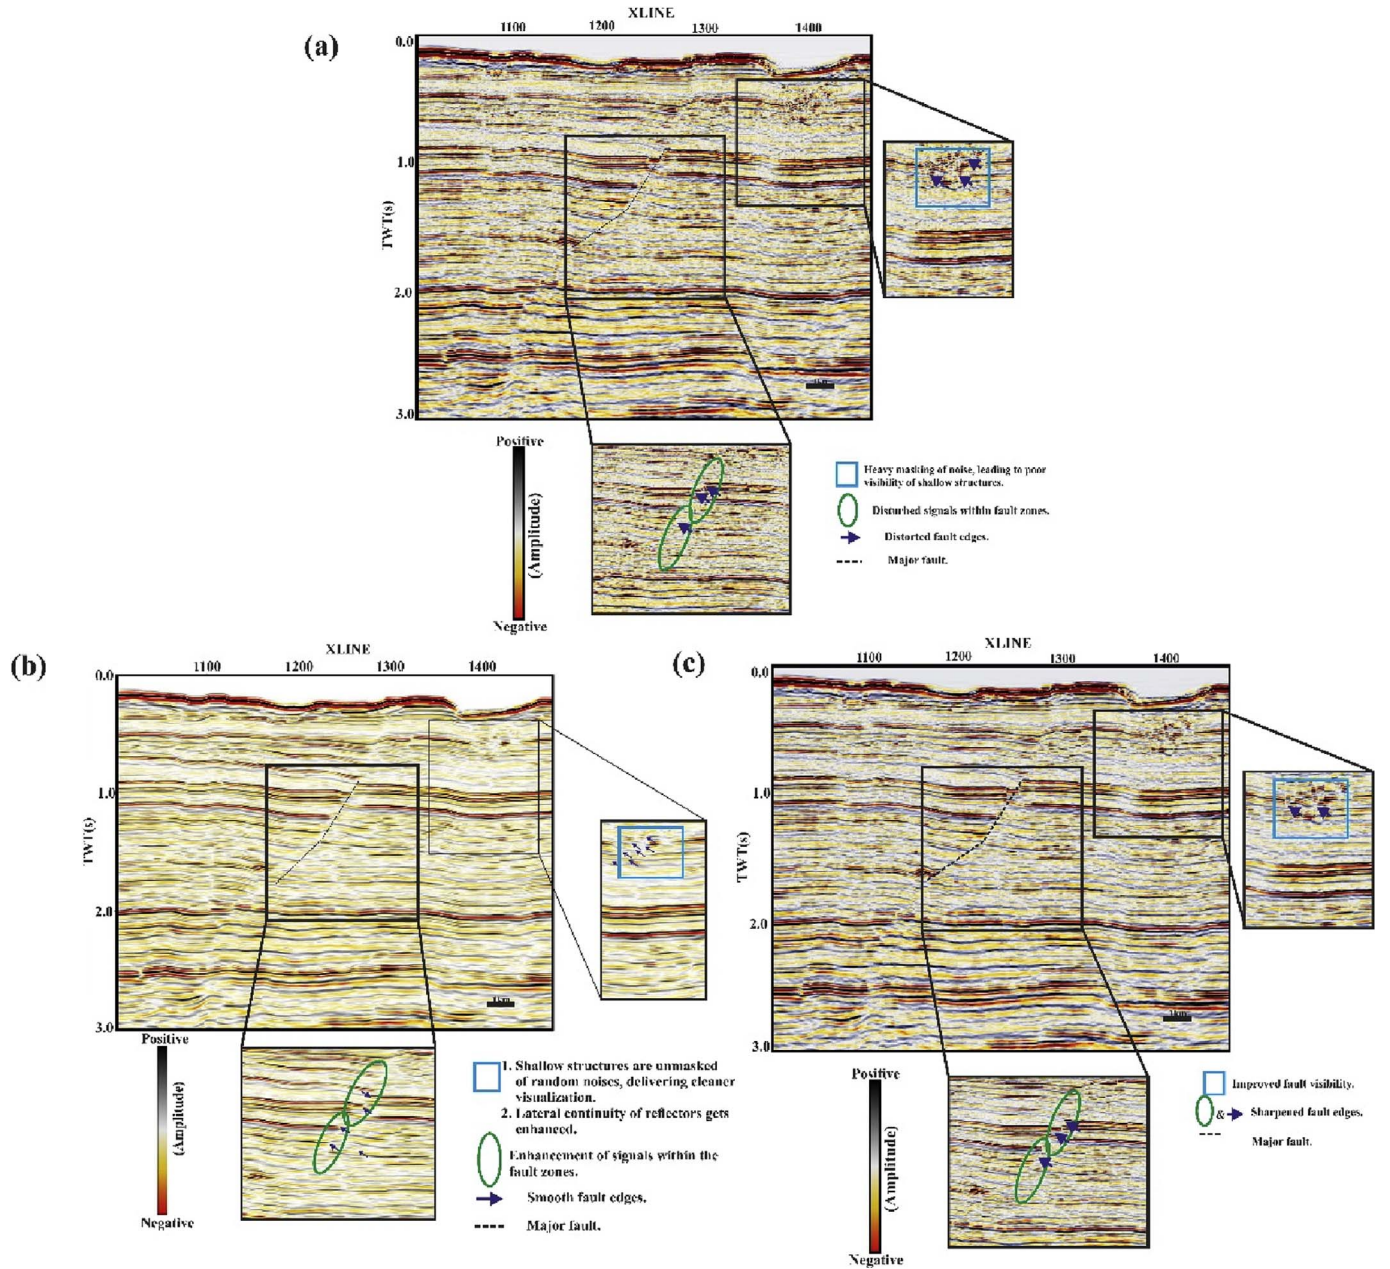 XLINE
1100 1200 1300 1400
(a)
0.0
1.0
TWT(s)
2.0
3.0
1km
Positive
(Amplitude)
Negative
Heavy masking of noise, leading to poor
visibility of shallow structures.
Disturbed signals within fault zones.
Distorted fault edges.
Major fault.
(b)
XLINE
1100 1200 1300 1400
0.0
1.0
TWT(s)
2.0
3.0
1km
Positive
(Amplitude)
Negative
1. Shallow structures are unmasked
of random noises, delivering cleaner
visualization.
2. Lateral continuity of reflectors gets
enhanced.
Enhancement of signals within the
fault zones.
Smooth fault edges.
Major fault.
(c)
XLINE
1100 1200 1300 1400
0.0
1.0
TWT(s)
2.0
3.0
1km
Positive
(Amplitude)
Negative
Improved fault visibility.
& Sharpened fault edges.
Major fault.